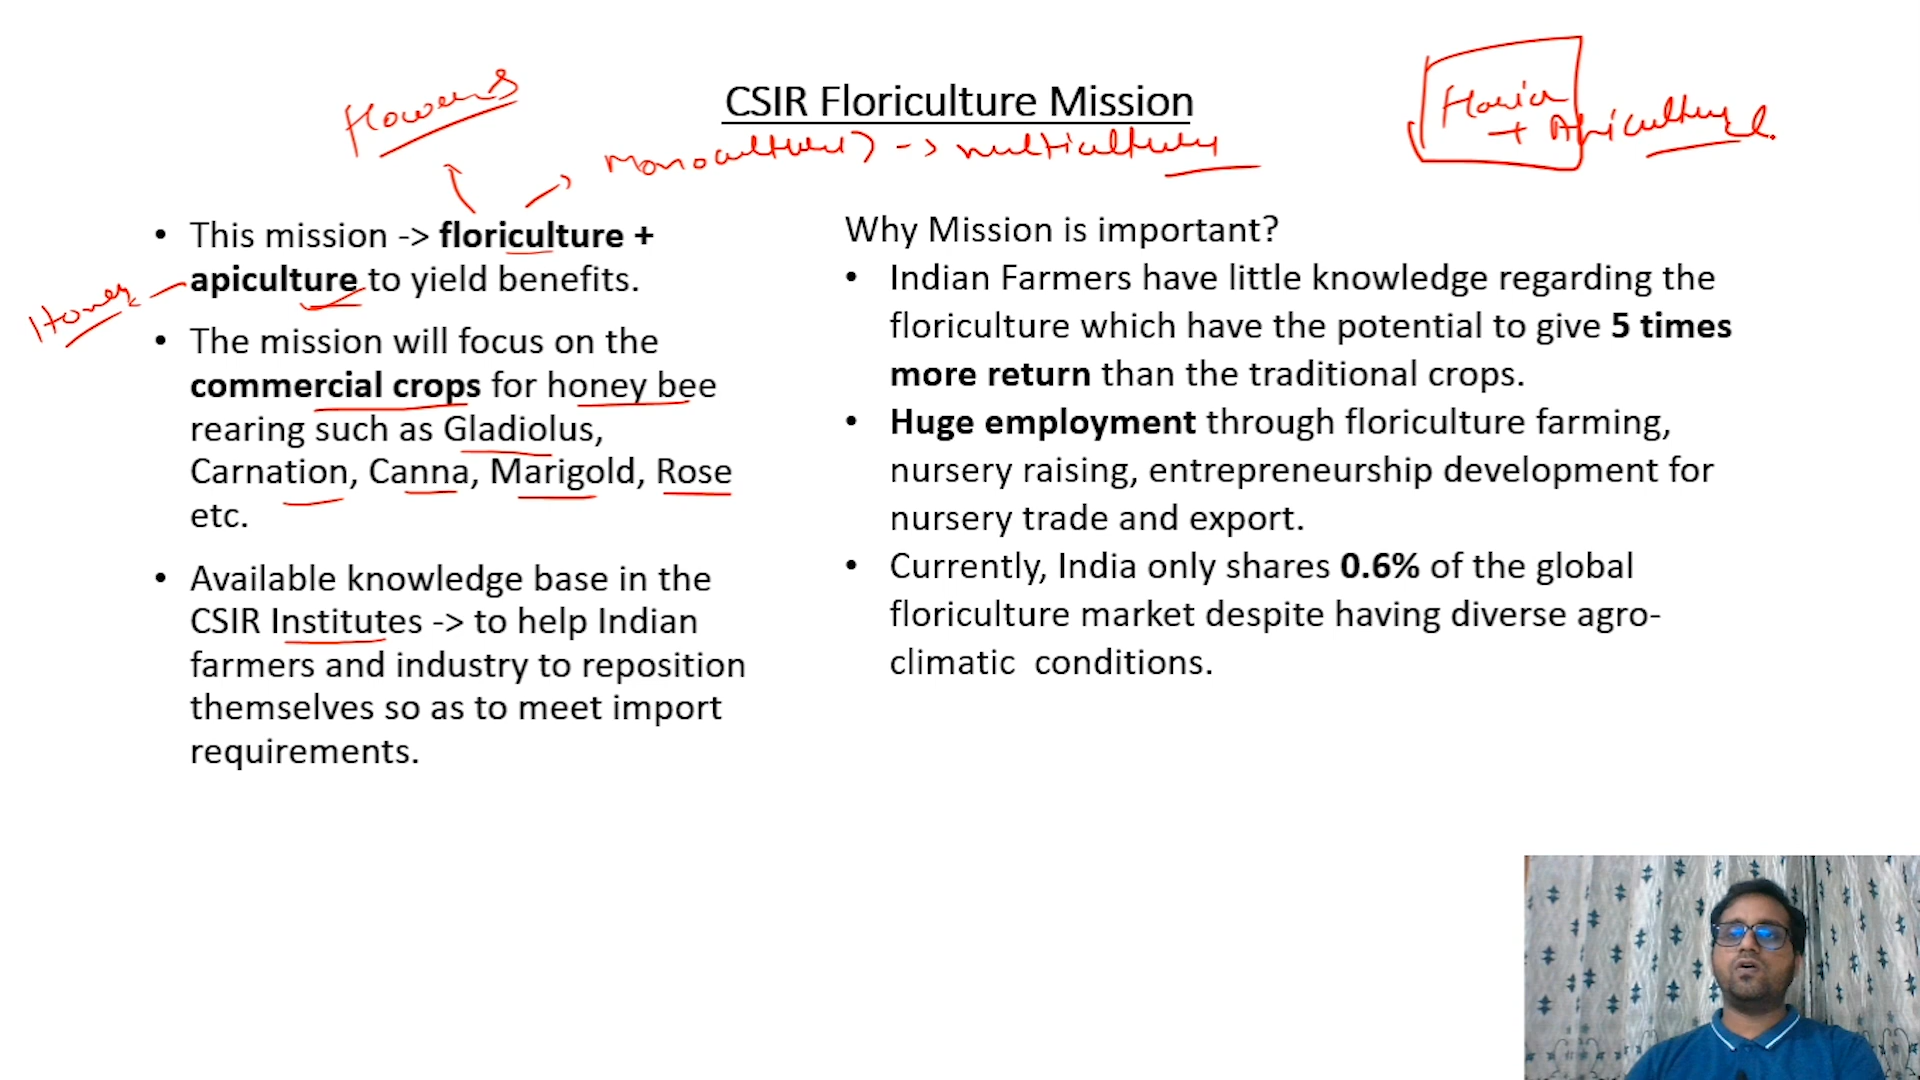 CSIR Floriculture Mission
flowers
Monoculture) -> multiculture
Floricul
+ Apiculture
Honey
• This mission -> floriculture +
apiculture to yield benefits.
• The mission will focus on the
commercial crops for honey bee
rearing such as Gladiolus,
Carnation, Canna, Marigold, Rose
etc.
• Available knowledge base in the
CSIR Institutes -> to help Indian
farmers and industry to reposition
themselves so as to meet import
requirements.
Why Mission is important?
• Indian Farmers have little knowledge regarding the
floriculture which have the potential to give 5 times
more return than the traditional crops.
• Huge employment through floriculture farming,
nursery raising, entrepreneurship development for
nursery trade and export.
• Currently, India only shares 0.6% of the global
floriculture market despite having diverse agro-
climatic conditions.